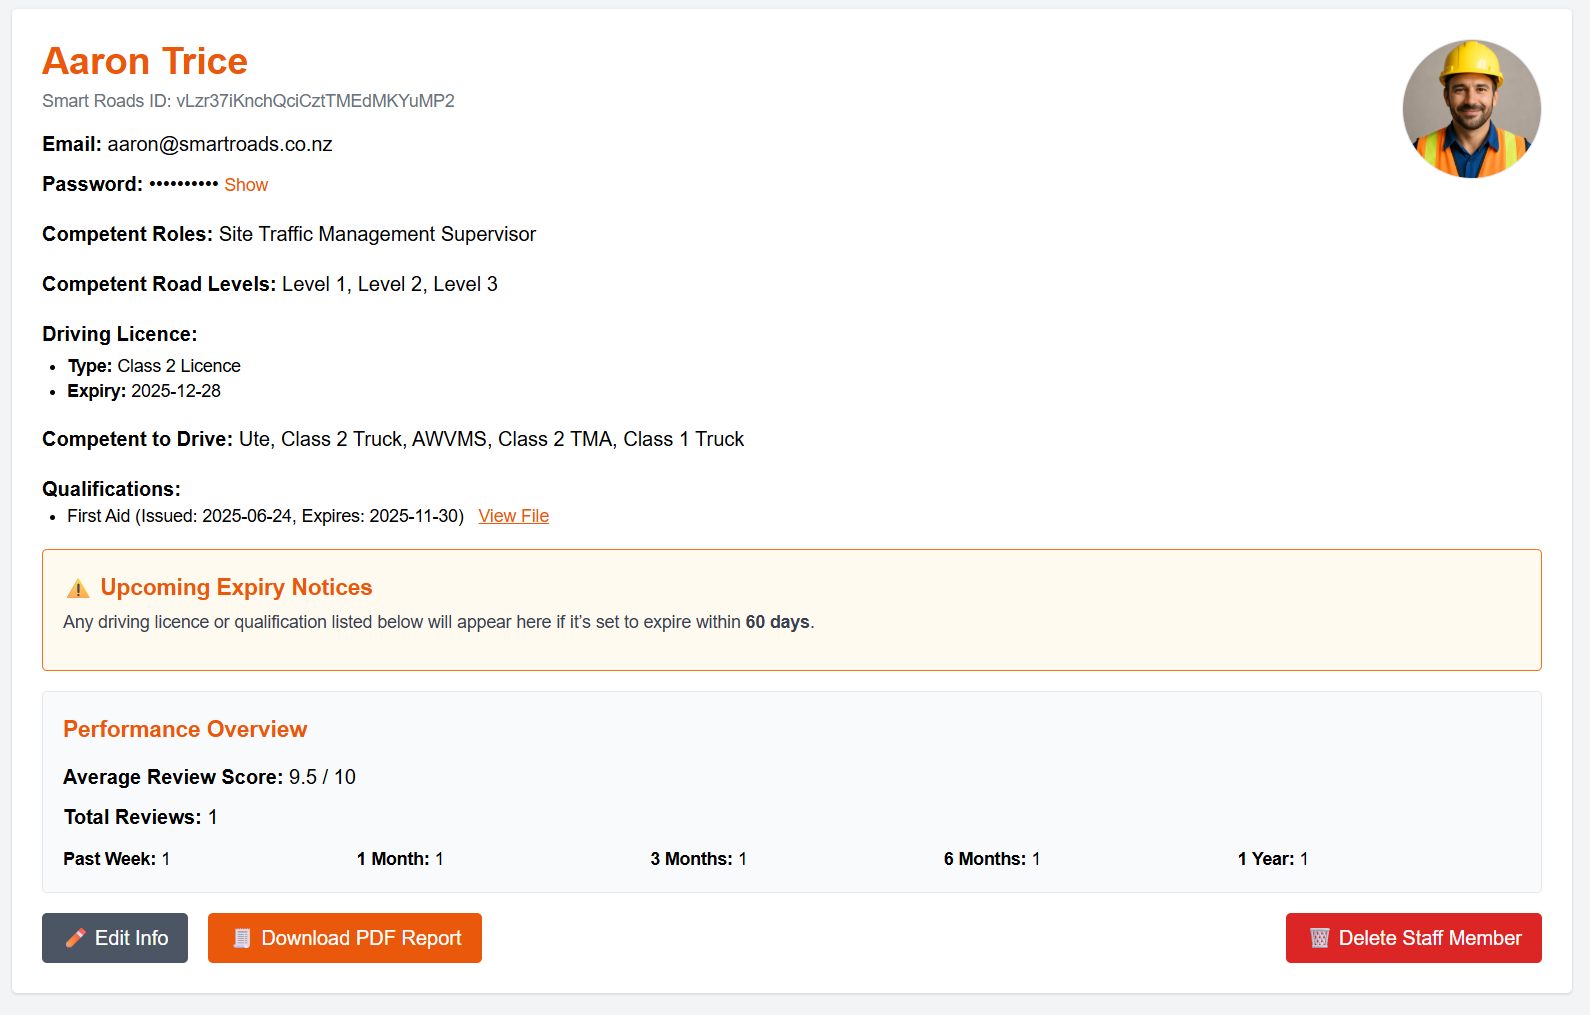 Aaron Trice
Smart Roads ID: vLzr37iKnchQciCztTMEdMKYuMP2
Email: aaron@smartroads.co.nz
Password: •••••••••• Show
Competent Roles: Site Traffic Management Supervisor
Competent Road Levels: Level 1, Level 2, Level 3
Driving Licence:
• Type: Class 2 Licence
• Expiry: 2025-12-28
Competent to Drive: Ute, Class 2 Truck, AWVMS, Class 2 TMA, Class 1 Truck
Qualifications:
• First Aid (Issued: 2025-06-24, Expires: 2025-11-30) View File
⚠️ Upcoming Expiry Notices
Any driving licence or qualification listed below will appear here if it’s set to expire within 60 days.
Performance Overview
Average Review Score: 9.5 / 10
Total Reviews: 1
Past Week: 1 1 Month: 1 3 Months: 1 6 Months: 1 1 Year: 1
Edit Info Download PDF Report Delete Staff Member